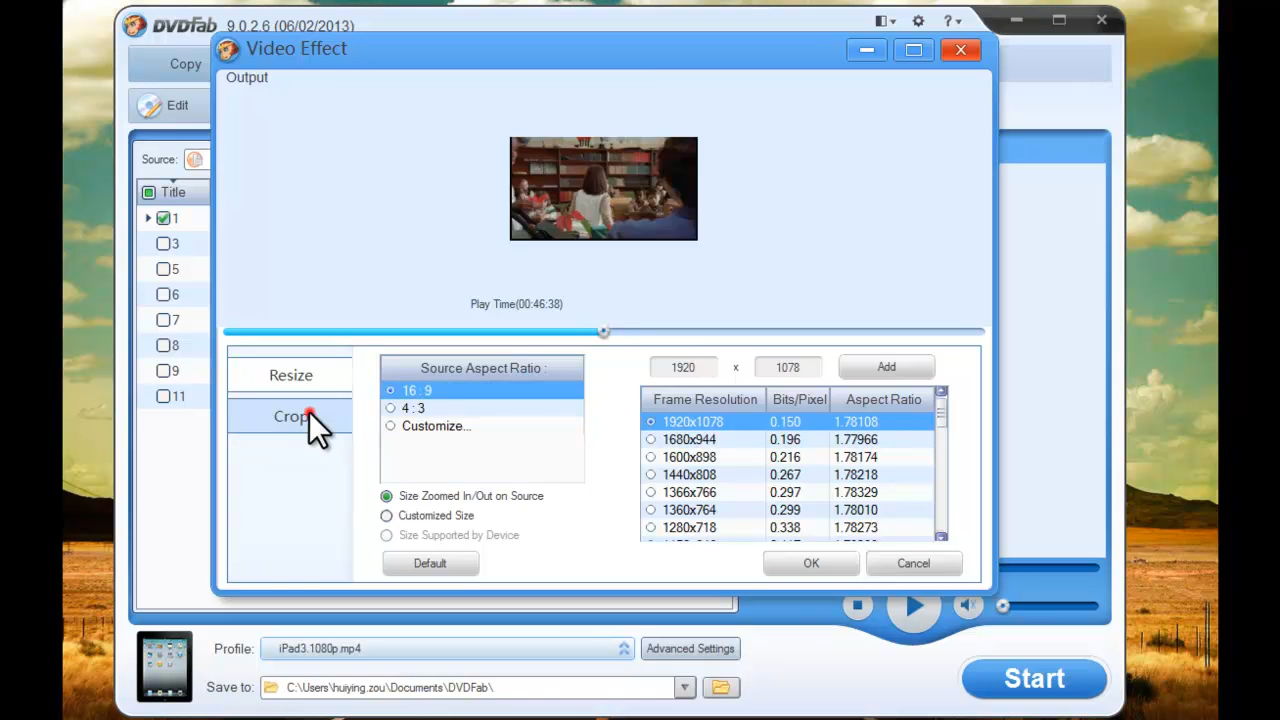 DVDFab 9.0.2.6 (06/02/2013)
?
Video Effect
Copy
Output
Edit
Source:
Title
1
3
5
6
7
8
9
11
Play Time(00:46:38)
Resize
Crop
Source Aspect Ratio :
16 : 9
4 : 3
Customize...
1920 x 1078 Add
Frame Resolution Bits/Pixel Aspect Ratio
1920x1078 0.150 1.78108
1680x944 0.196 1.77966
1600x898 0.216 1.78174
1440x808 0.267 1.78218
1366x766 0.297 1.78329
1360x764 0.299 1.78010
1280x718 0.338 1.78273
Size Zoomed In/Out on Source
Customized Size
Size Supported by Device
Default
OK
Cancel
Profile: iPad3.1080p.mp4
Advanced Settings
Save to: C:\Users\huiying.zou\Documents\DVDFab\
Start